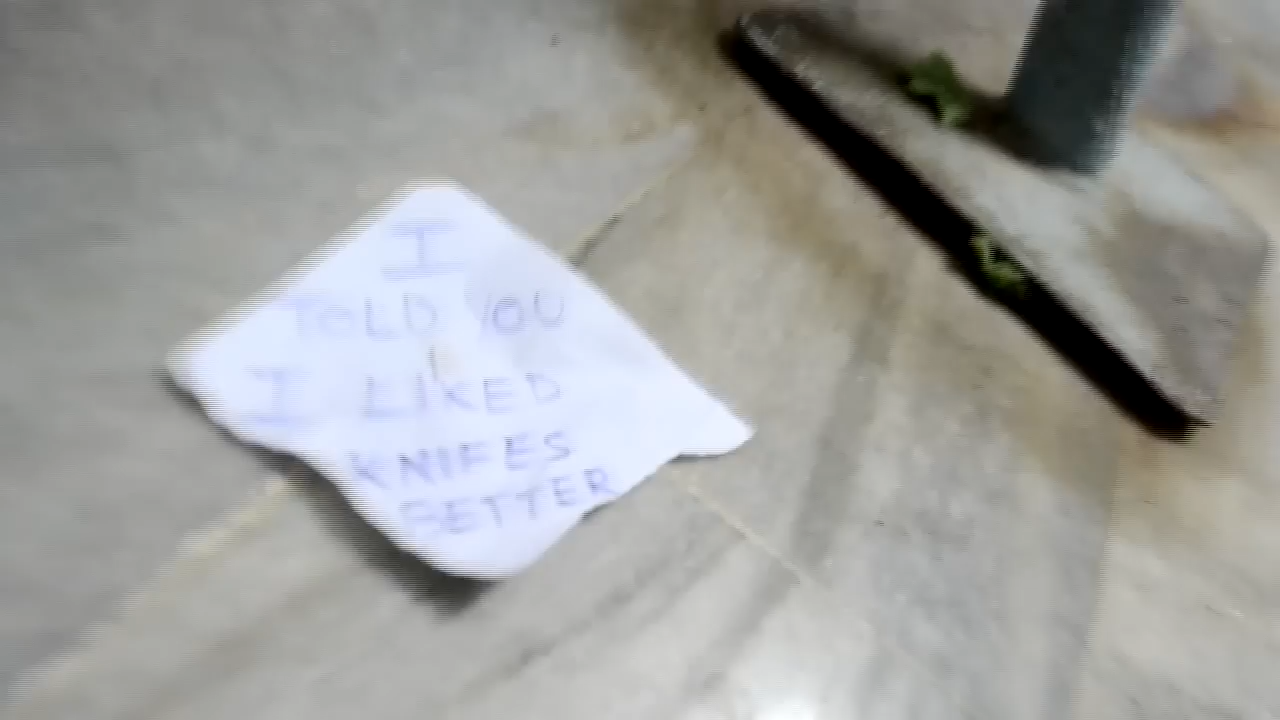 I
TOLD YOU
I LIKED
KNIFES
BETTER